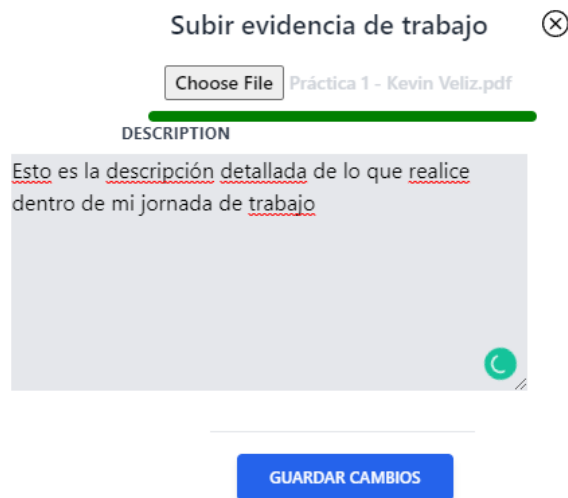 Subir evidencia de trabajo
Choose File Práctica 1 - Kevin Veliz.pdf
DESCRIPTION
Esto es la descripción detallada de lo que realice
dentro de mi jornada de trabajo
GUARDAR CAMBIOS